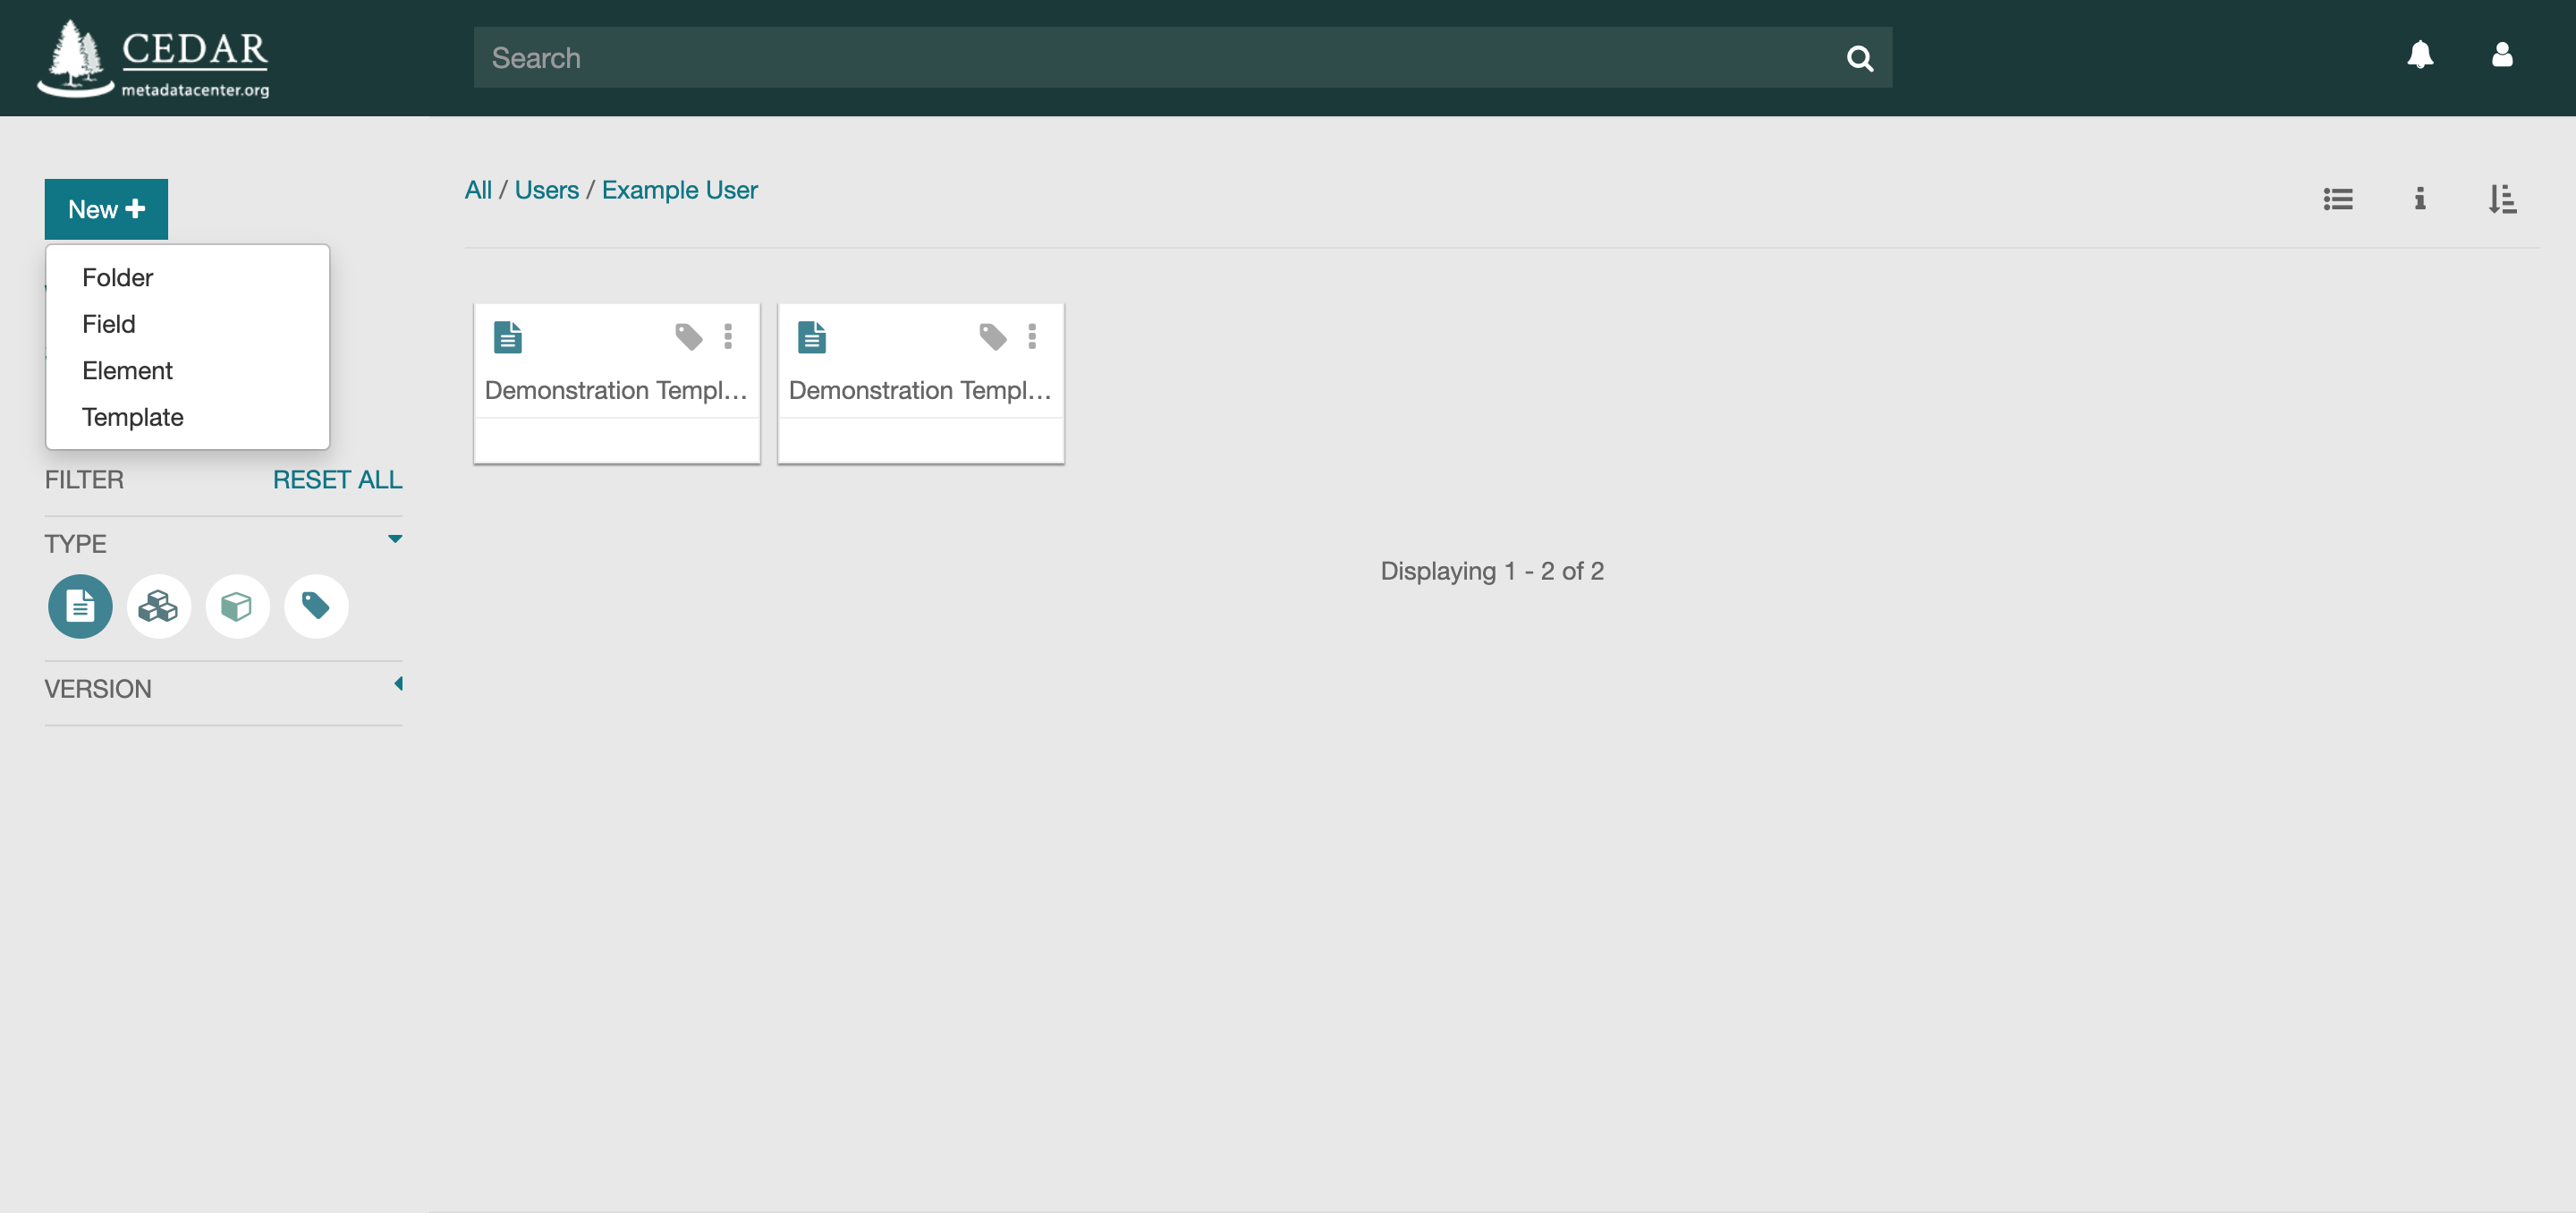 CEDAR
metadatacenter.org
Search
New
All / Users / Example User
Folder
Field
Element
Template
Demonstration Templ...
Demonstration Templ...
FILTER
RESET ALL
TYPE
Displaying 1 - 2 of 2
VERSION